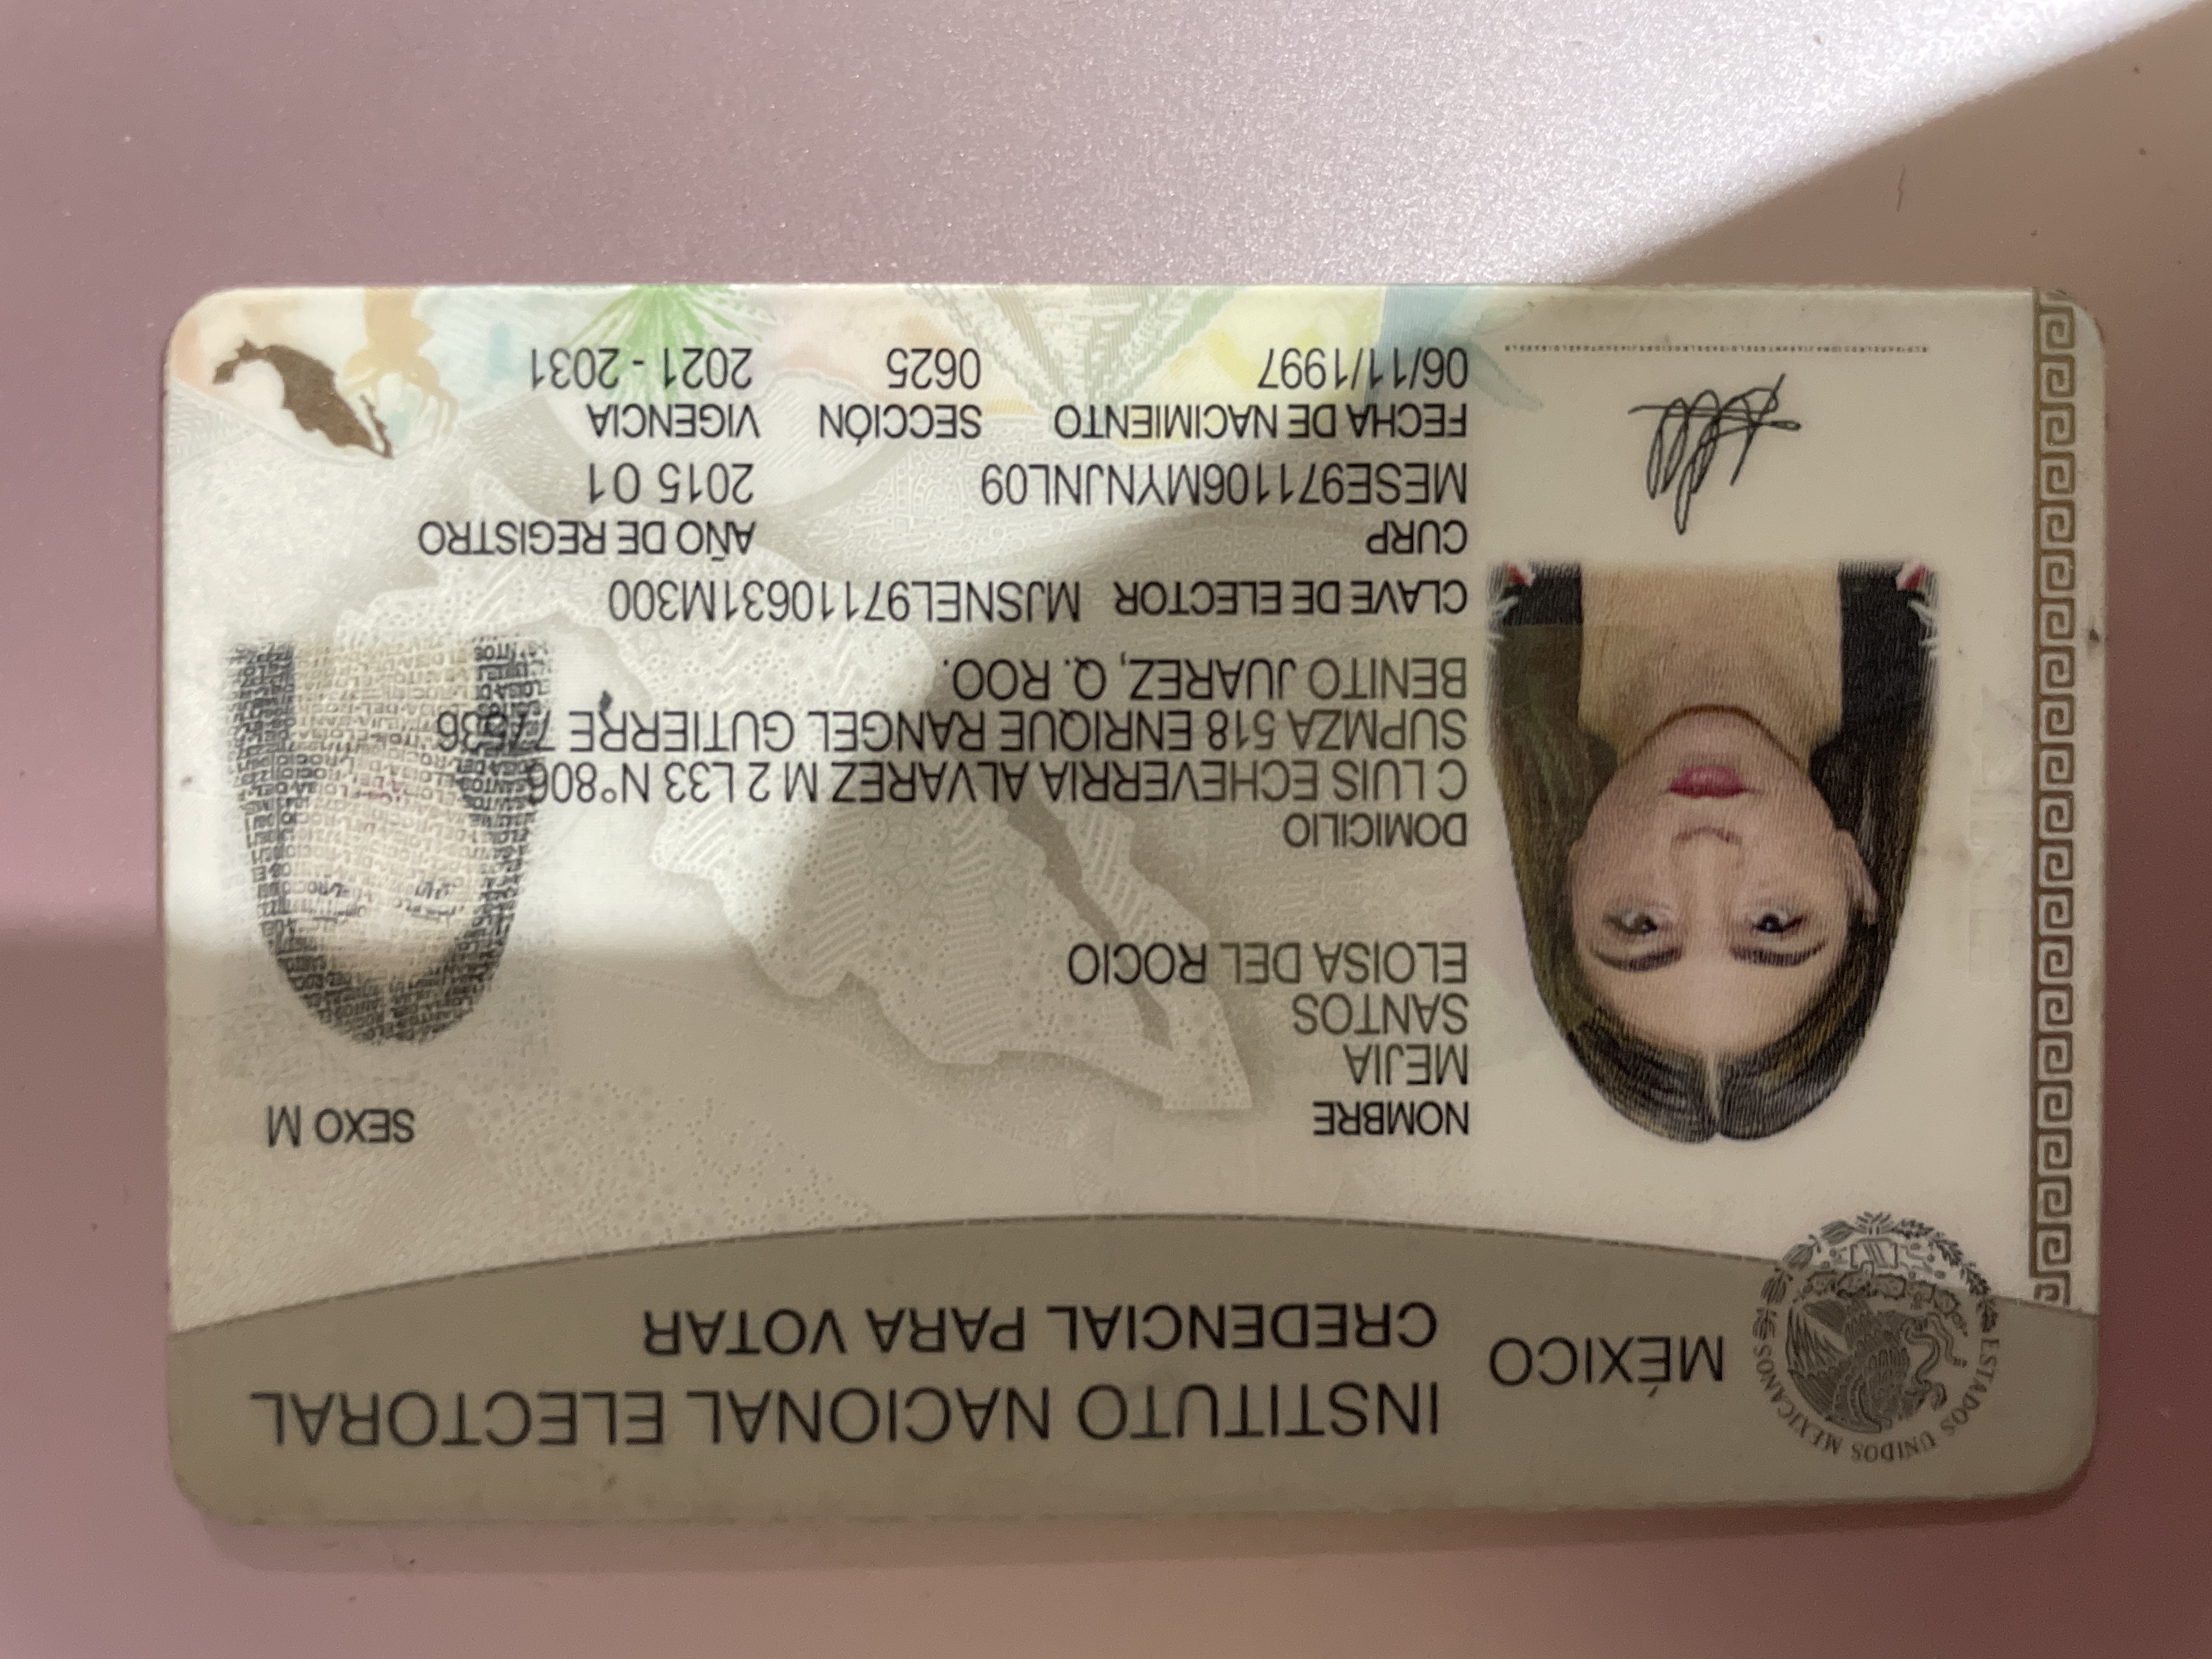 MÉXICO
INSTITUTO NACIONAL ELECTORAL
CREDENCIAL PARA VOTAR
ESTADOS UNIDOS MEXICANOS
NOMBRE
MEJIA
SANTOS
ELOISA DEL ROCIO
SEXO M
DOMICILIO
C LUIS ECHEVERRIA ALVAREZ M 2 L33 N°806
SUPMZA 518 ENRIQUE RANGEL GUTIERRE 77536
BENITO JUAREZ, Q. ROO.
CLAVE DE ELECTOR MJSNEL97110631M300
CURP
MESE971106MYNJNL09
AÑO DE REGISTRO
2015 01
FECHA DE NACIMIENTO
06/11/1997
SECCIÓN
0625
VIGENCIA
2021 - 2031